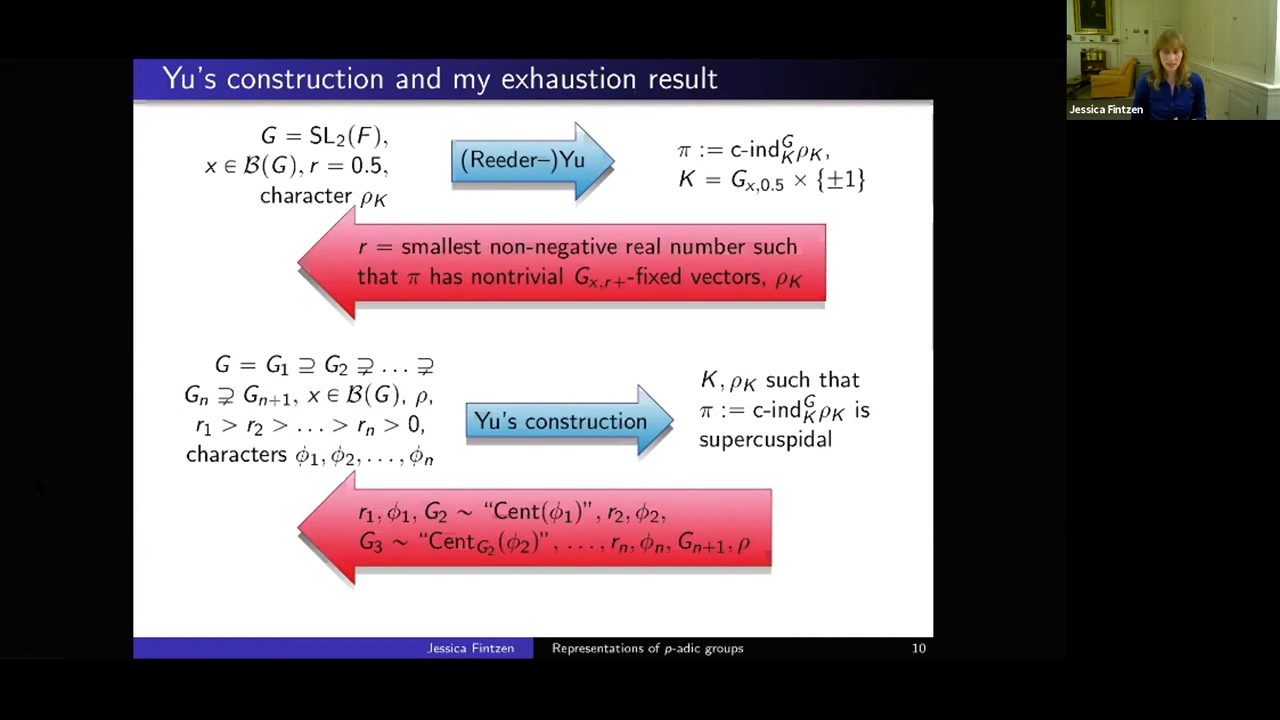 Yu's construction and my exhaustion result
G = SL₂(F),
x ∈ ℬ(G), r = 0.5,
character ρ_K
(Reeder–)Yu
π := c-ind_K^G ρ_K,
K = G_{x,0.5} × {±1}
r = smallest non-negative real number such
that π has nontrivial G_{x,r+}-fixed vectors, ρ_K
G = G₁ ⊇ G₂ ⊋ … ⊋
G_n ⊋ G_{n+1}, x ∈ ℬ(G), ρ,
r₁ > r₂ > … > r_n > 0,
characters ϕ₁, ϕ₂, …, ϕ_n
Yu's construction
K, ρ_K such that
π := c-ind_K^G ρ_K is
supercuspidal
r₁, ϕ₁, G₂ ∼ "Cent(ϕ₁)", r₂, ϕ₂,
G₃ ∼ "Cent_{G₂}(ϕ₂)", …, r_n, ϕ_n, G_{n+1}, ρ
Jessica Fintzen
Representations of p-adic groups
10
Jessica Fintzen